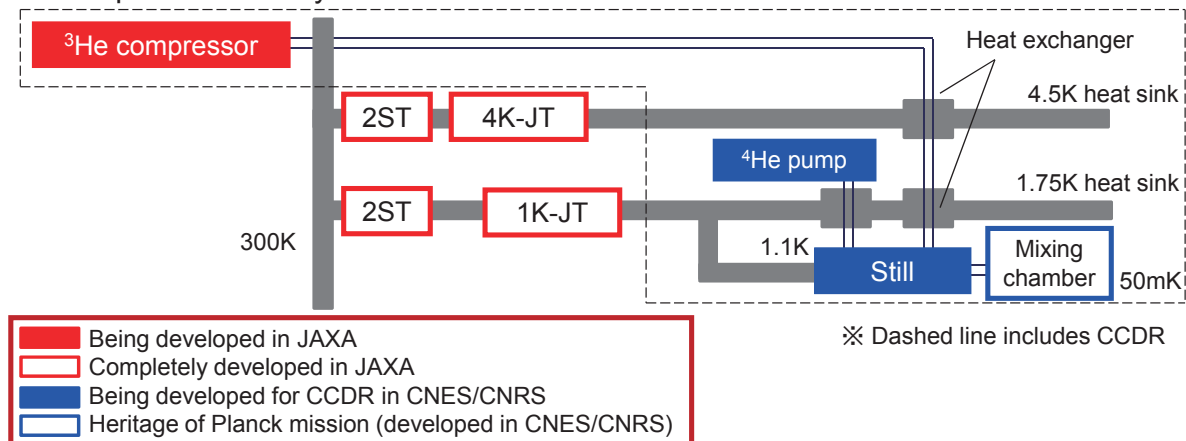 ³He compressor
Heat exchanger
2ST
4K-JT
4.5K heat sink
⁴He pump
1.75K heat sink
2ST
1K-JT
300K
1.1K
Still
Mixing
chamber
50mK
Being developed in JAXA
Completely developed in JAXA
Being developed for CCDR in CNES/CNRS
Heritage of Planck mission (developed in CNES/CNRS)
※ Dashed line includes CCDR